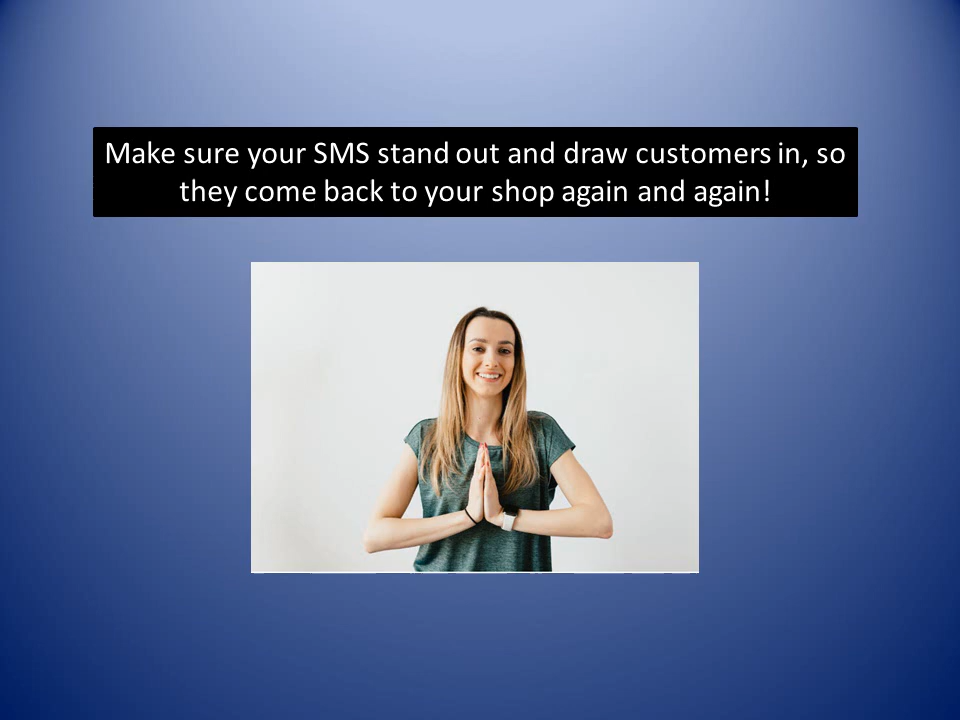 Make sure your SMS stand out and draw customers in, so
they come back to your shop again and again!